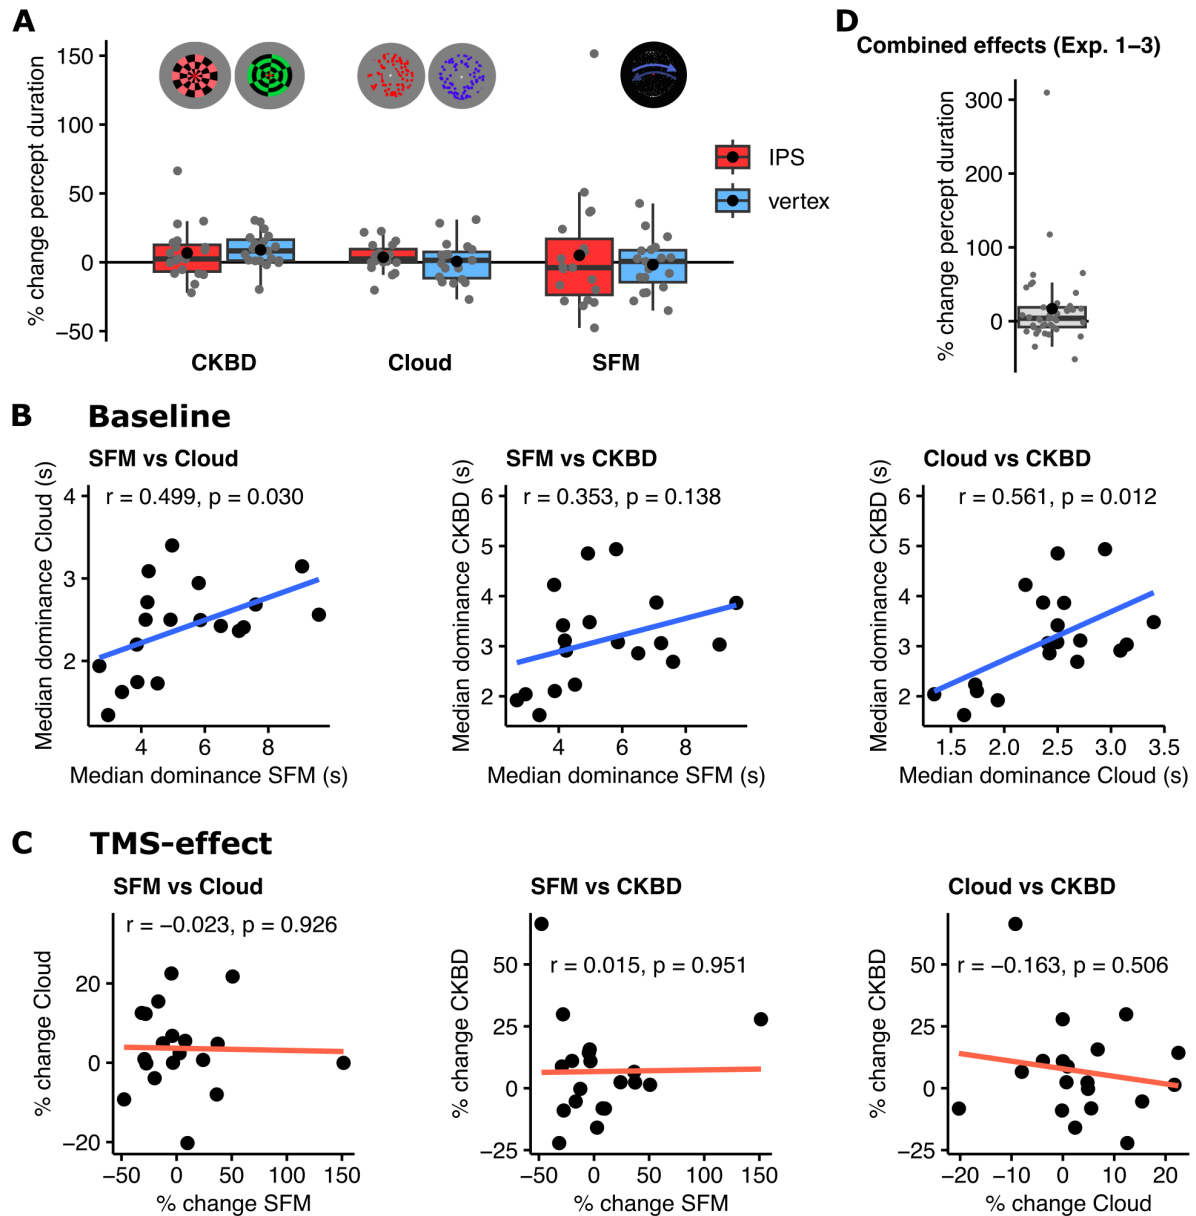 A
% change percept duration
150
100
50
0
−50
CKBD
Cloud
SFM
IPS
vertex
D
Combined effects (Exp. 1–3)
% change percept duration
300
200
100
0
B Baseline
SFM vs Cloud
r = 0.499, p = 0.030
Median dominance Cloud (s)
4
3
2
4 6 8
Median dominance SFM (s)
SFM vs CKBD
r = 0.353, p = 0.138
Median dominance CKBD (s)
6
5
4
3
2
4 6 8
Median dominance SFM (s)
Cloud vs CKBD
r = 0.561, p = 0.012
Median dominance CKBD (s)
6
5
4
3
2
1.5 2.0 2.5 3.0 3.5
Median dominance Cloud (s)
C TMS-effect
SFM vs Cloud
r = −0.023, p = 0.926
% change Cloud
20
0
−20
−50 0 50 100 150
% change SFM
SFM vs CKBD
r = 0.015, p = 0.951
% change CKBD
50
25
0
−25
−50 0 50 100 150
% change SFM
Cloud vs CKBD
r = −0.163, p = 0.506
% change CKBD
50
25
0
−25
−20 −10 0 10 20
% change Cloud